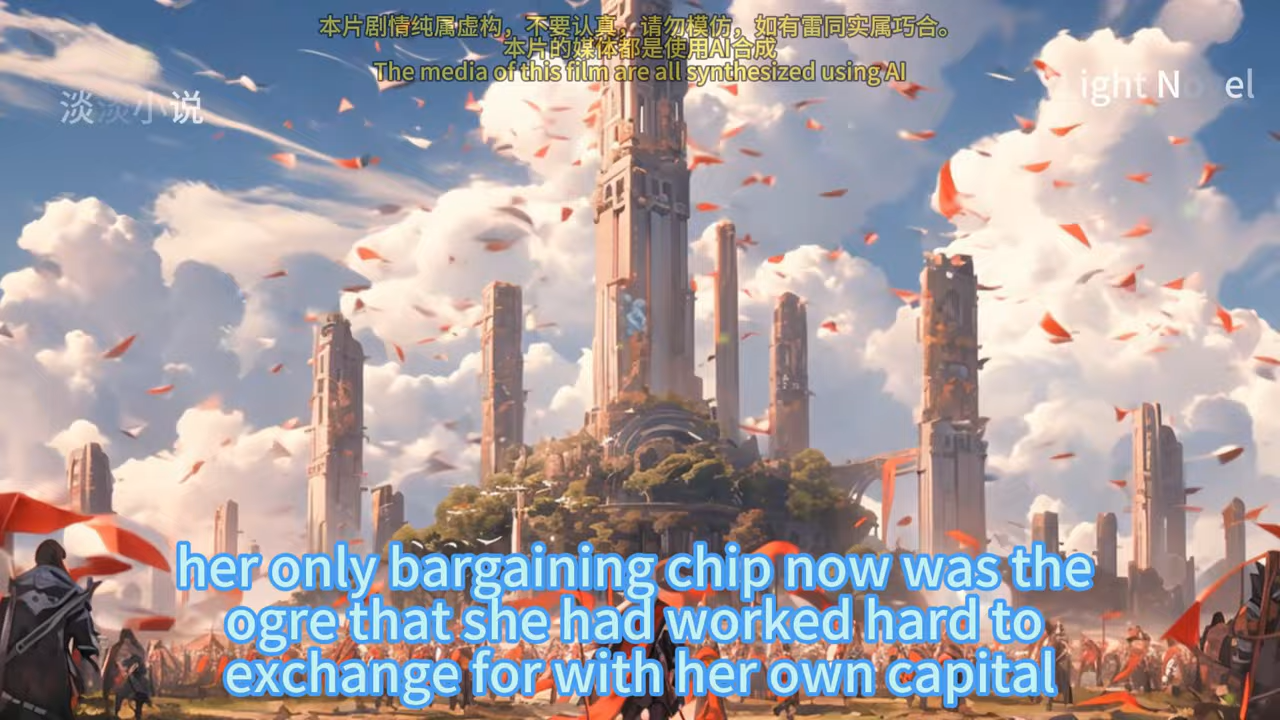 本片剧情纯属虚构，不要认真，请勿模仿，如有雷同实属巧合。
本片的媒体都是使用AI合成
The media of this film are all synthesized using AI
淡淡小说
ight N el
her only bargaining chip now was the
ogre that she had worked hard to
exchange for with her own capital